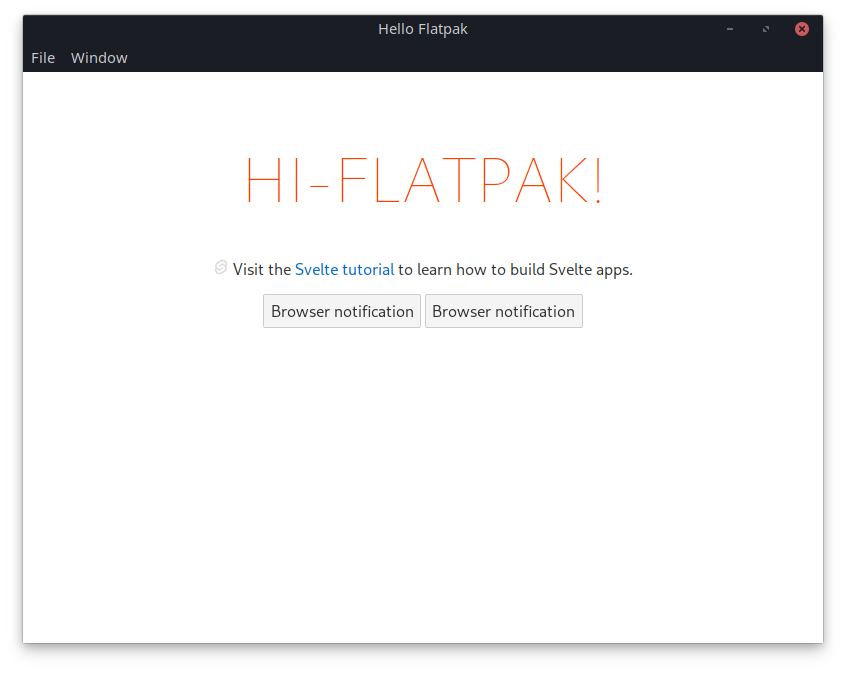 Hello Flatpak
File Window
HI-FLATPAK!
Visit the Svelte tutorial to learn how to build Svelte apps.
Browser notification Browser notification